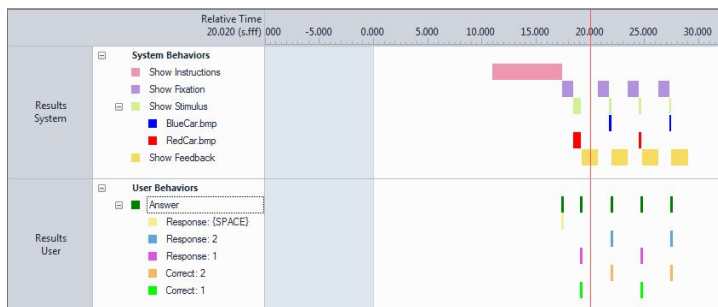 Relative Time
20.020 (s.fff)
000 -5.000 0.000 5.000 10.000 15.000 20.000 25.000 30.000
System Behaviors
Show Instructions
Show Fixation
Results
System
Show Stimulus
BlueCar.bmp
RedCar.bmp
Show Feedback
User Behaviors
Answer
Response: {SPACE}
Results
User
Response: 2
Response: 1
Correct: 2
Correct: 1